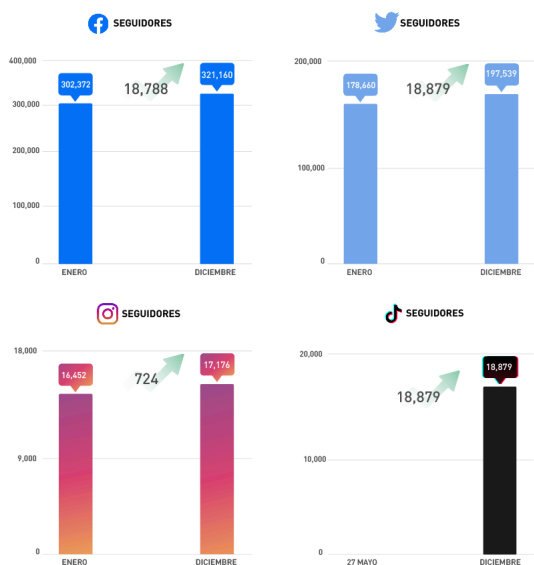 SEGUIDORES
400,000
300,000
200,000
100,000
0
302,372
18,788
321,160
ENERO
DICIEMBRE
SEGUIDORES
200,000
100,000
0
178,660
18,879
197,539
ENERO
DICIEMBRE
SEGUIDORES
18,000
9,000
0
16,452
724
17,176
ENERO
DICIEMBRE
SEGUIDORES
20,000
10,000
0
18,879
18,879
27 MAYO
DICIEMBRE